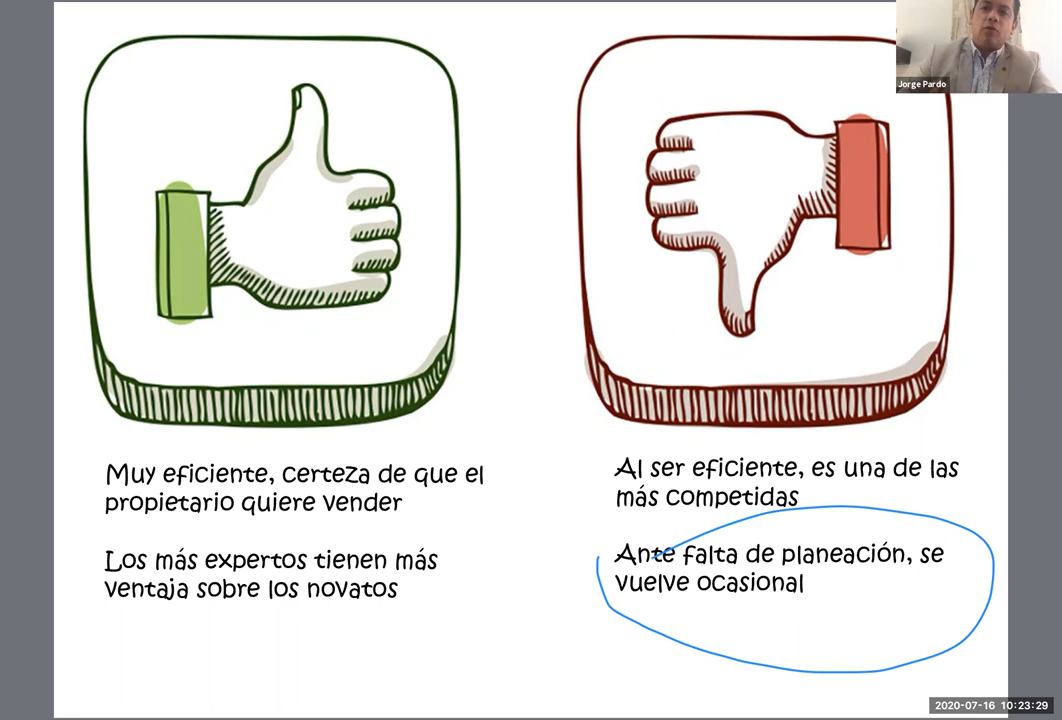 Jorge Pardo
Muy eficiente, certeza de que el
propietario quiere vender
Los más expertos tienen más
ventaja sobre los novatos
Al ser eficiente, es una de las
más competidas
Ante falta de planeación, se
vuelve ocasional
2020-07-16 10:23:29